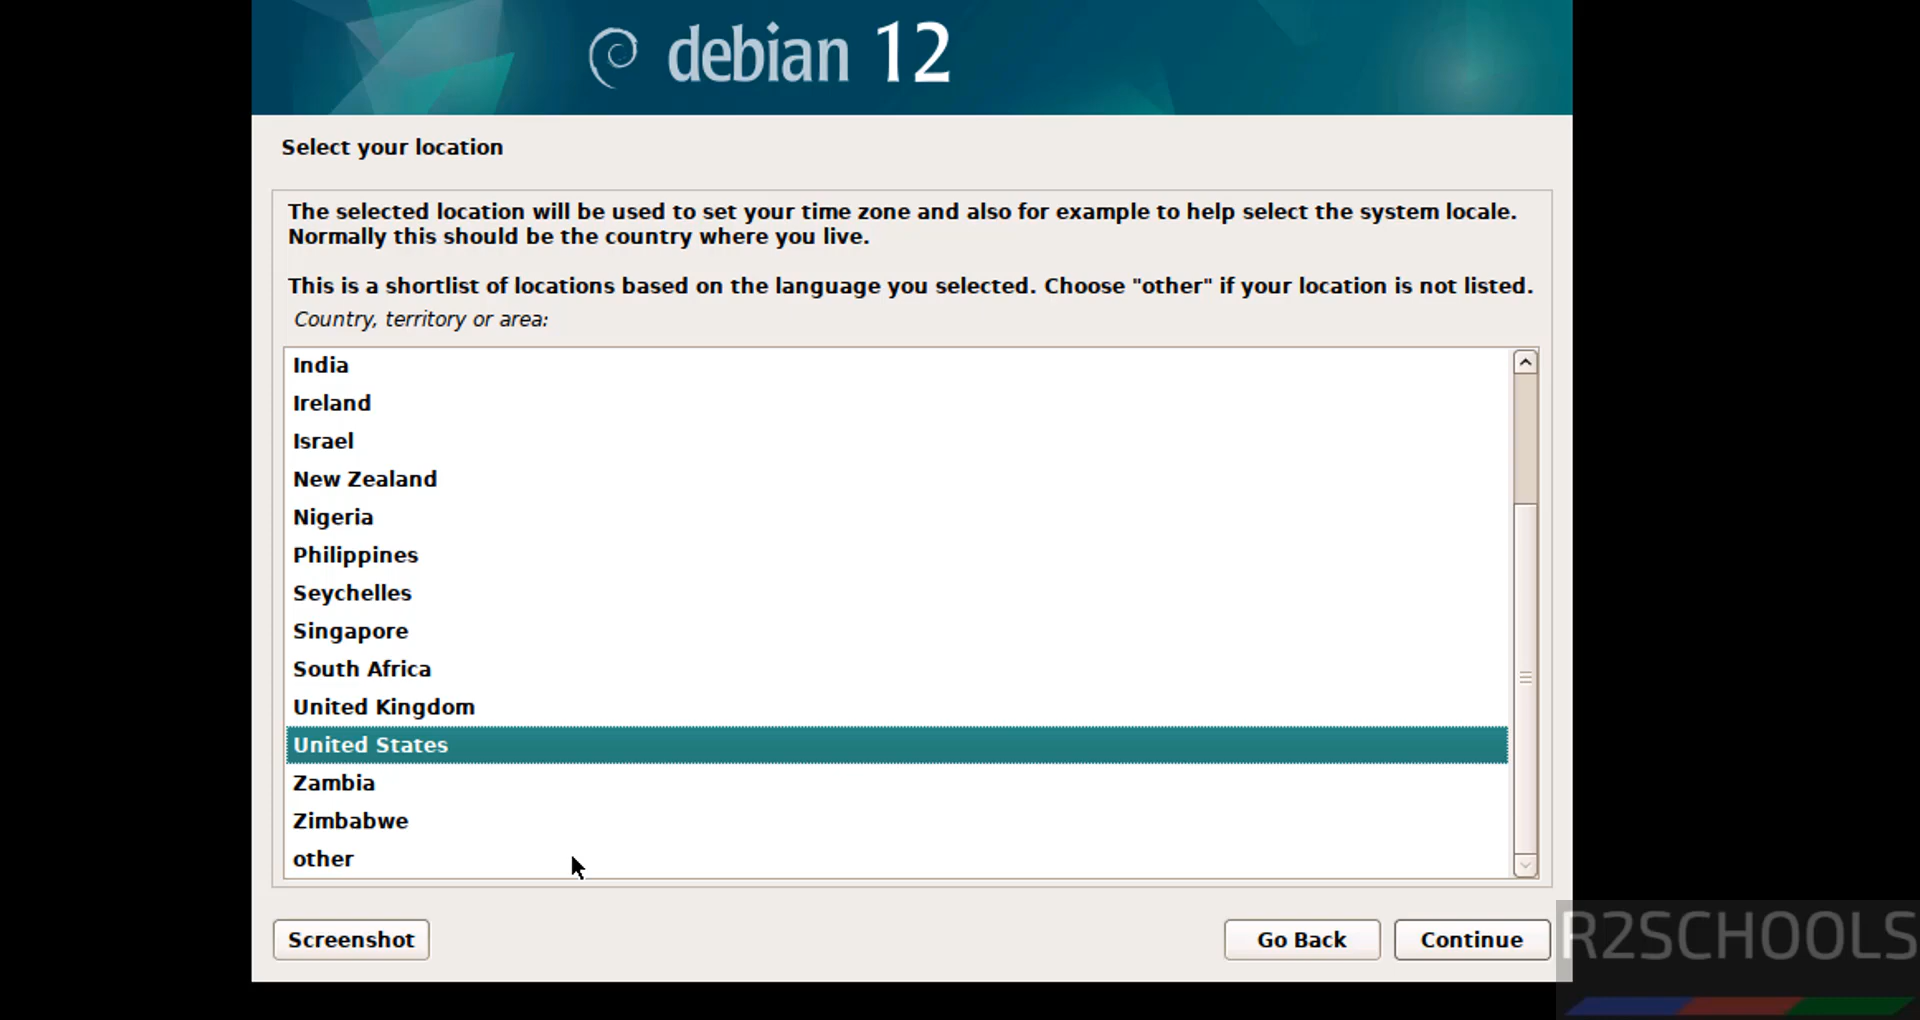 debian 12
Select your location
The selected location will be used to set your time zone and also for example to help select the system locale.
Normally this should be the country where you live.
This is a shortlist of locations based on the language you selected. Choose "other" if your location is not listed.
Country, territory or area:
India
Ireland
Israel
New Zealand
Nigeria
Philippines
Seychelles
Singapore
South Africa
United Kingdom
United States
Zambia
Zimbabwe
other
Screenshot
Go Back
Continue
R2SCHOOLS